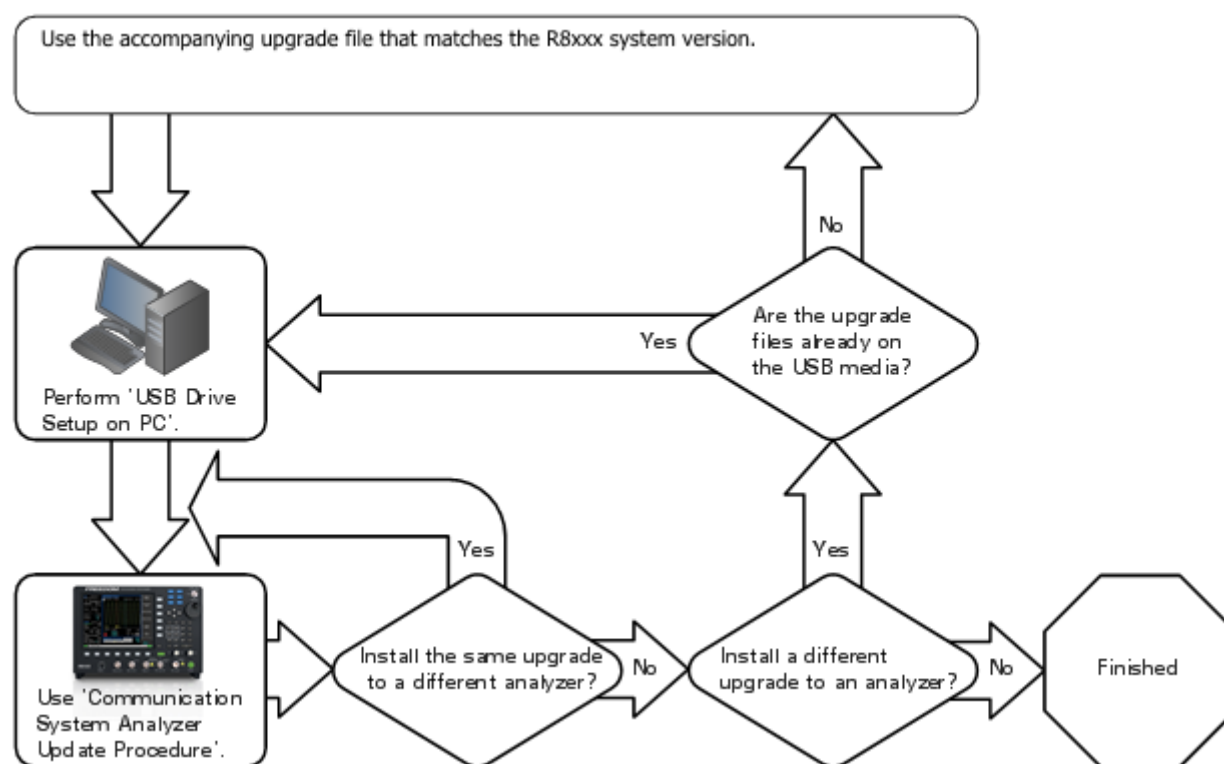 Use the accompanying upgrade file that matches the R8xxx system version.
No
Are the upgrade
files already on
the USB media?
Yes
Perform 'USB Drive
Setup on PC'.
Yes
Yes
Install the same upgrade
to a different analyzer?
No
Install a different
upgrade to an analyzer?
No
Finished
Use 'Communication
System Analyzer
Update Procedure'.